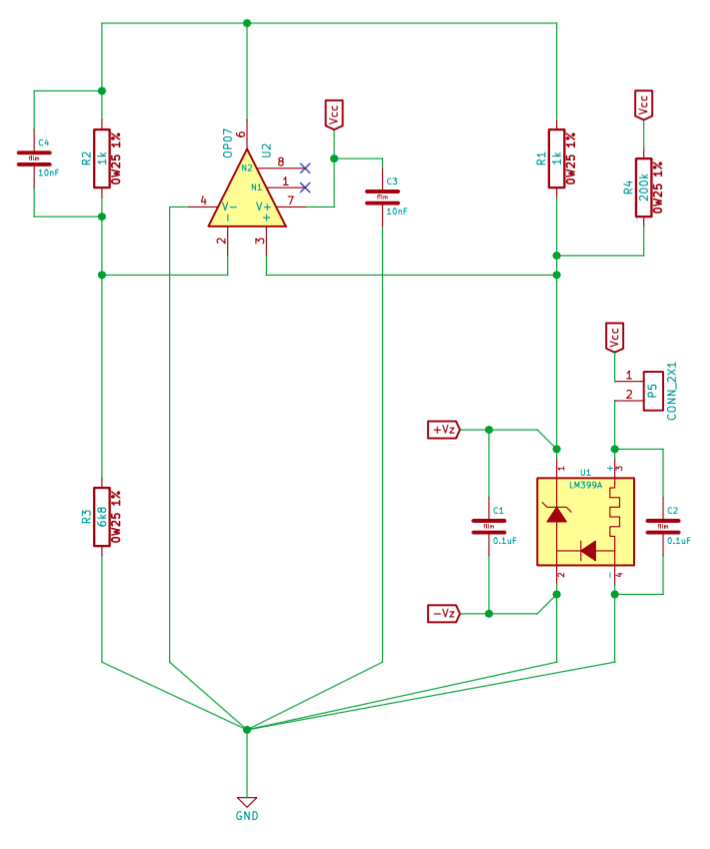 Vcc
Vcc
C4
film
10nF
R2
1k
0W25 1%
OP07
U2
6
N2
8
N1
1
4
V-
V+
7
-
+
2
3
C3
film
10nF
R1
1k
0W25 1%
R4
200k
0W25 1%
Vcc
1
2
P5
CONN_2X1
+Vz
U1
LM399A
1
+
3
R3
6k8
0W25 1%
C1
film
0.1uF
C2
film
0.1uF
2
-
4
-Vz
GND